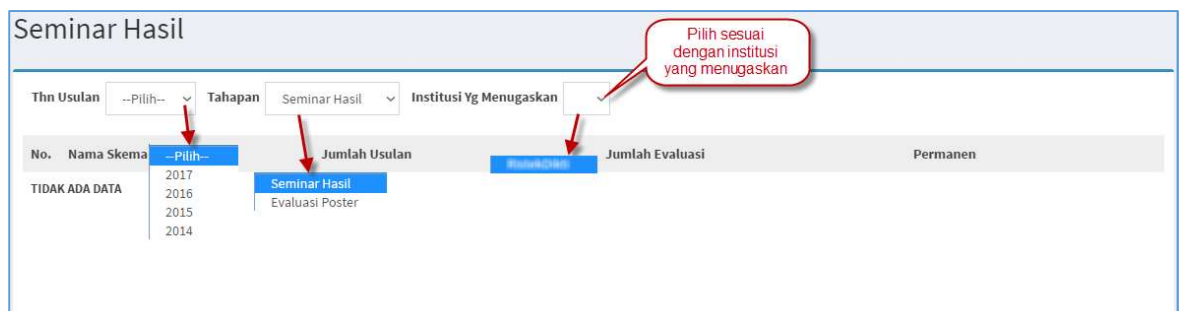 Seminar Hasil
Pilih sesuai
dengan institusi
yang menugaskan
Thn Usulan --Pilih-- Tahapan Seminar Hasil Institusi Yg Menugaskan
No. Nama Skema Jumlah Usulan Jumlah Evaluasi Permanen
--Pilih--
2017
2016
2015
2014
Seminar Hasil
Evaluasi Poster
TIDAK ADA DATA